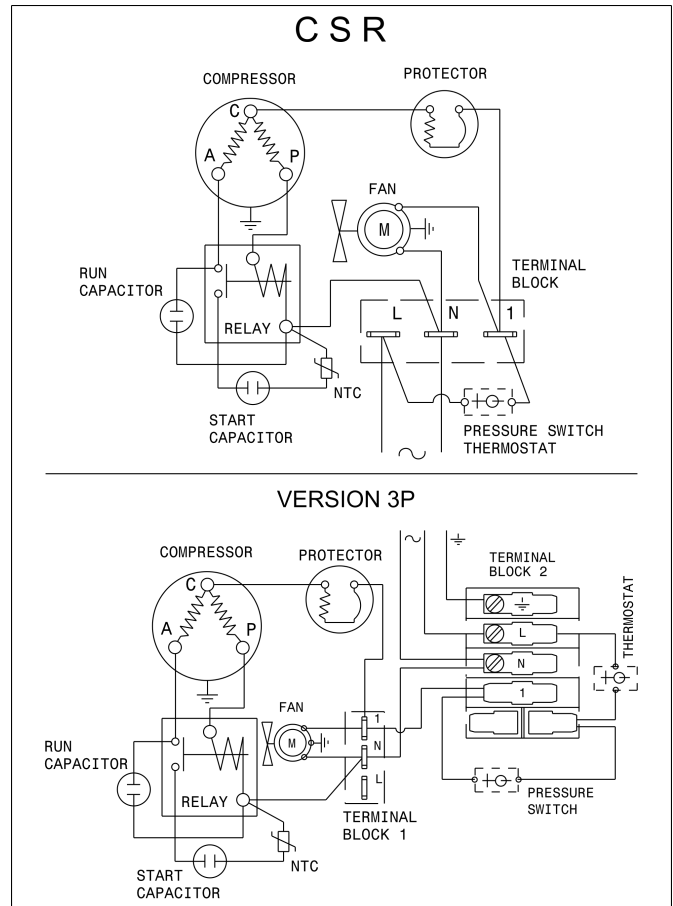 C S R
COMPRESSOR
PROTECTOR
C
A
P
FAN
M
RUN
CAPACITOR
TERMINAL
BLOCK
L
N
1
RELAY
NTC
START
CAPACITOR
PRESSURE SWITCH
THERMOSTAT
VERSION 3P
COMPRESSOR
PROTECTOR
TERMINAL
BLOCK 2
C
A
P
L
THERMOSTAT
N
1
FAN
M
1
N
L
RUN
CAPACITOR
RELAY
TERMINAL
BLOCK 1
PRESSURE
SWITCH
NTC
START
CAPACITOR